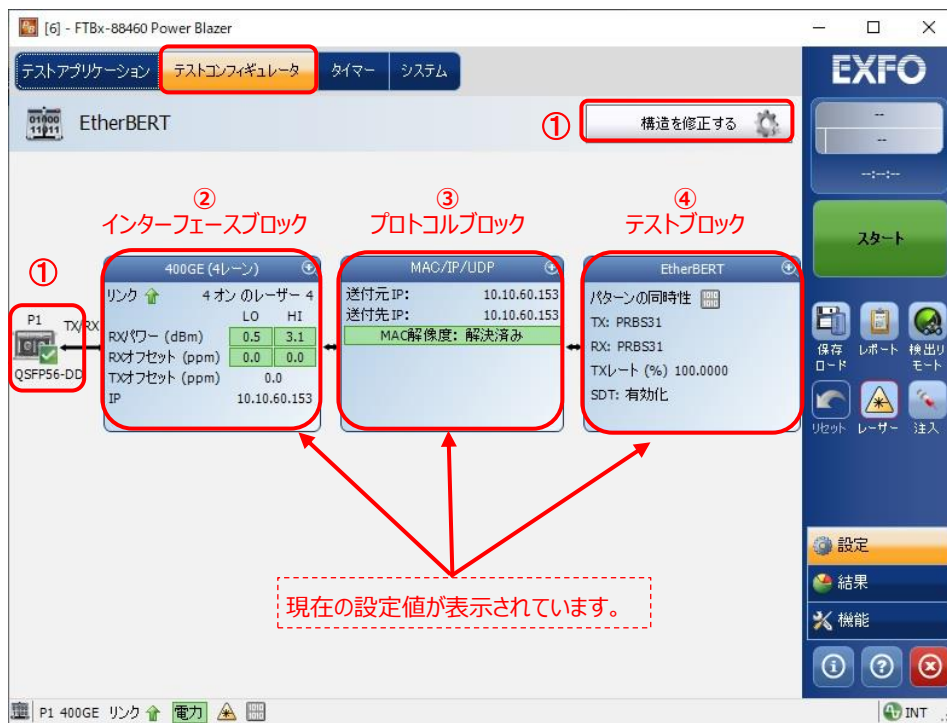 [6] - FTBx-88460 Power Blazer
テストアプリケーション テストコンフィギュレータ タイマー システム
EXFO
01000
11011
EtherBERT
① 構造を修正する
--
--
--:--:--
スタート
② ③ ④
インターフェースブロック プロトコルブロック テストブロック
①
P1 TX/RX
QSFP56-DD
400GE (4レーン)
リンク 4 オン のレーザー 4
LO HI
RXパワー (dBm) 0.5 3.1
RXオフセット (ppm) 0.0 0.0
TXオフセット (ppm) 0.0
IP 10.10.60.153
MAC/IP/UDP
送付元 IP: 10.10.60.153
送付先 IP: 10.10.60.153
MAC解像度: 解決済み
EtherBERT
パターンの同時性
TX: PRBS31
RX: PRBS31
TXレート (%) 100.0000
SDT: 有効化
保存 レポート 検出リ
ロード モート
リセット レーザー 注入
現在の設定値が表示されています。
設定
結果
機能
P1 400GE リンク 電力 INT